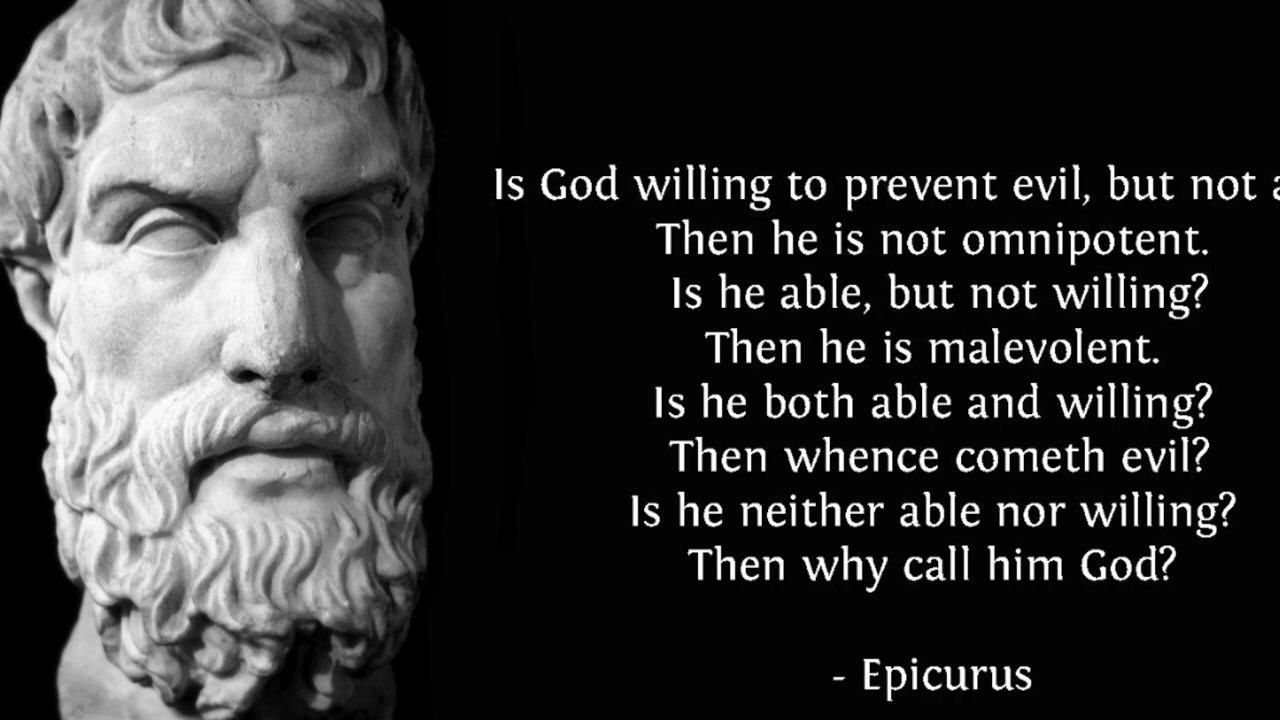 Is God willing to prevent evil, but not
Then he is not omnipotent.
Is he able, but not willing?
Then he is malevolent.
Is he both able and willing?
Then whence cometh evil?
Is he neither able nor willing?
Then why call him God?
- Epicurus